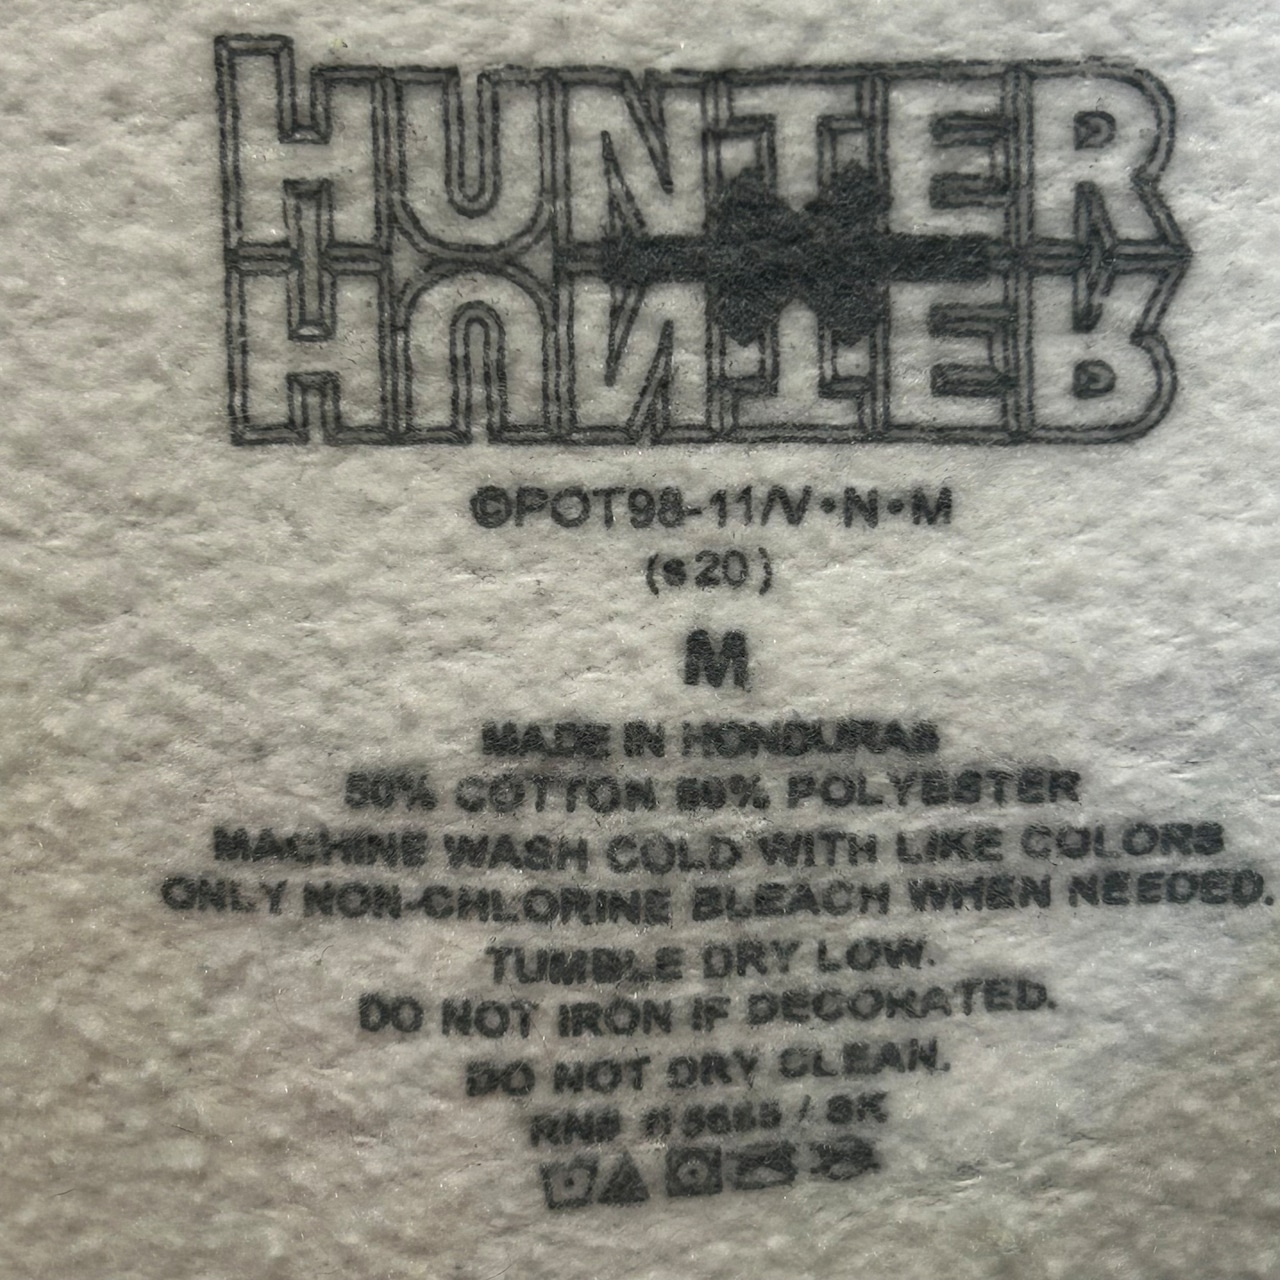 HUNTER
HUNTER
©POT98-11/V•N•M
(s20)
M
MADE IN HONDURAS
50% COTTON 50% POLYESTER
MACHINE WASH COLD WITH LIKE COLORS
ONLY NON-CHLORINE BLEACH WHEN NEEDED.
TUMBLE DRY LOW.
DO NOT IRON IF DECORATED.
DO NOT DRY CLEAN.